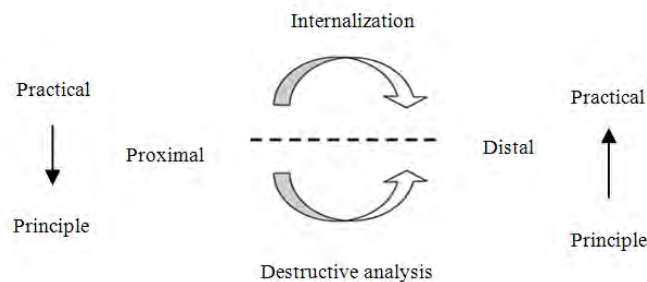 Internalization
Practical
Practical
Proximal
Distal
Principle
Principle
Destructive analysis